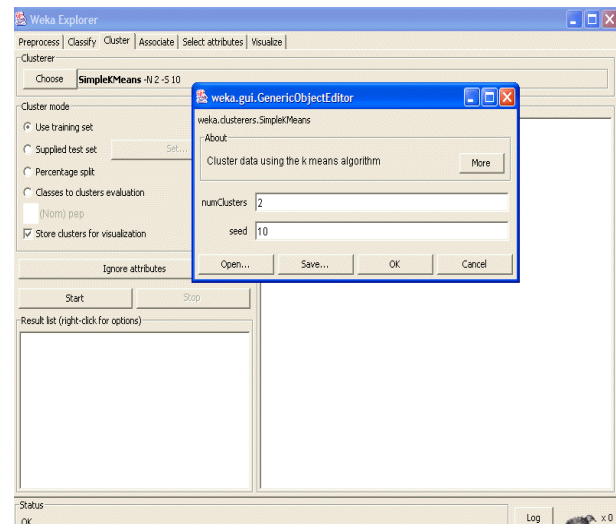 Weka Explorer
Preprocess Classify Cluster Associate Select attributes Visualize
Clusterer
Choose SimpleKMeans -N 2 -S 10
Cluster mode
Use training set
Supplied test set Set...
Percentage split
Classes to clusters evaluation
(Nom) pep
Store clusters for visualization
Ignore attributes
Start Stop
Result list (right-click for options)
weka.gui.GenericObjectEditor
weka.clusterers.SimpleKMeans
About
Cluster data using the k means algorithm More
numClusters 2
seed 10
Open... Save... OK Cancel
Status
OK
Log x 0